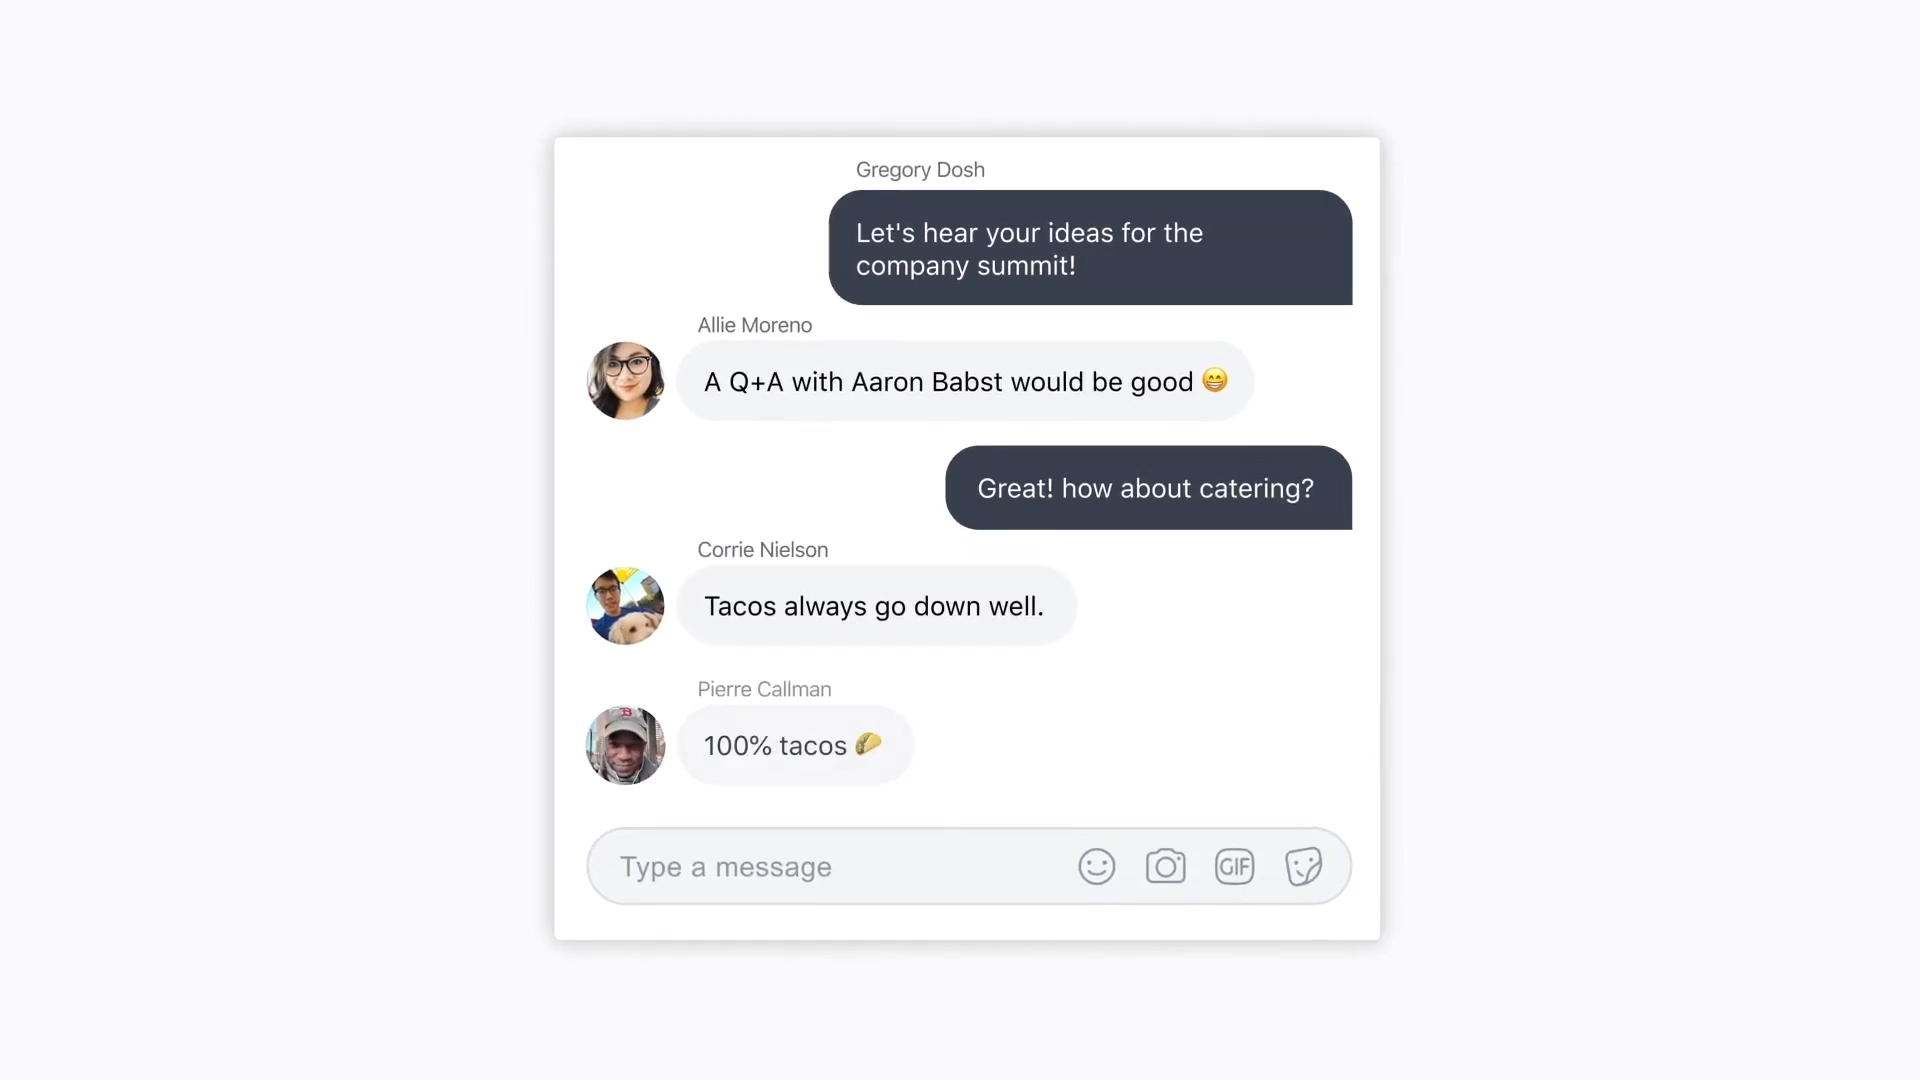 Gregory Dosh
Let's hear your ideas for the
company summit!
Allie Moreno
A Q+A with Aaron Babst would be good 😁
Great! how about catering?
Corrie Nielson
Tacos always go down well.
Pierre Callman
B
100% tacos 🌮
Type a message
GIF